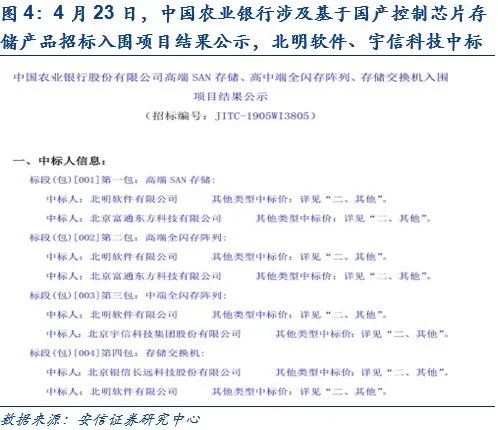 图4：4月23日，中国农业银行涉及基于国产控制芯片存
储产品招标入围项目结果公示，北明软件、宇信科技中标
中国农业银行股份有限公司高端SAN存储、高中端全闪存阵列、存储交换机入围
项目结果公示
（招标编号：JITC-1905WI3805）
一、中标人信息：
标段(包)[001]第一包：高端SAN存储：
中标人：北明软件有限公司 其他类型中标价：详见“二、其他”。
中标人：北京富通东方科技有限公司 其他类型中标价：详见“二、其他”。
标段(包)[002]第二包：高端全闪存阵列：
中标人：北明软件有限公司 其他类型中标价：详见“二、其他”。
中标人：北京富通东方科技有限公司 其他类型中标价：详见“二、其他”。
标段(包)[003]第三包：中端全闪存阵列：
中标人：北明软件有限公司 其他类型中标价：详见“二、其他”。
中标人：北京宇信科技集团股份有限公司 其他类型中标价：详见“二、其他”。
标段(包)[004]第四包：存储交换机：
中标人：北京银信长远科技股份有限公司 其他类型中标价：详见“二、其他”。
中标人：北明软件有限公司 其他类型中标价：详见“二、其他”。
数据来源：安信证券研究中心